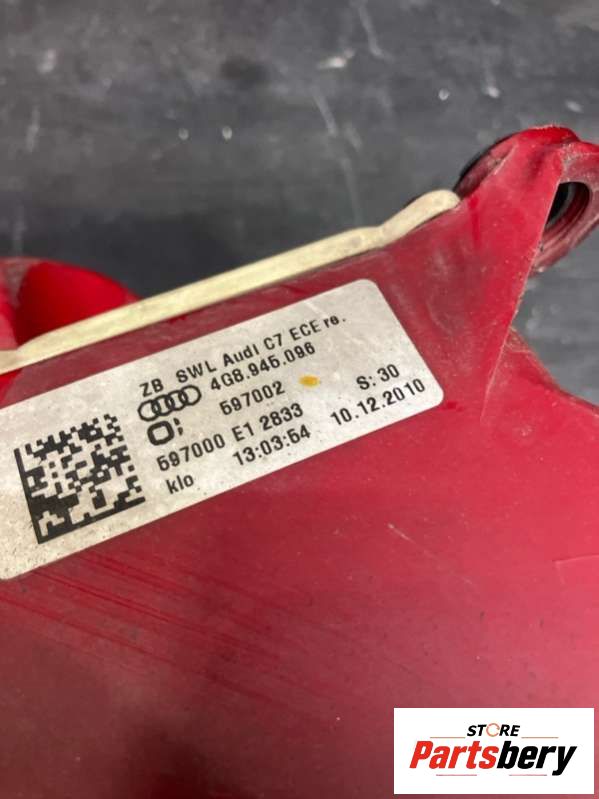 ZB SWL Audi C7 ECE re.
4G8.945.096
597002 S: 30
597000 E1 2833
klo 13:03:54 10.12.2010
STORE
Partsbery